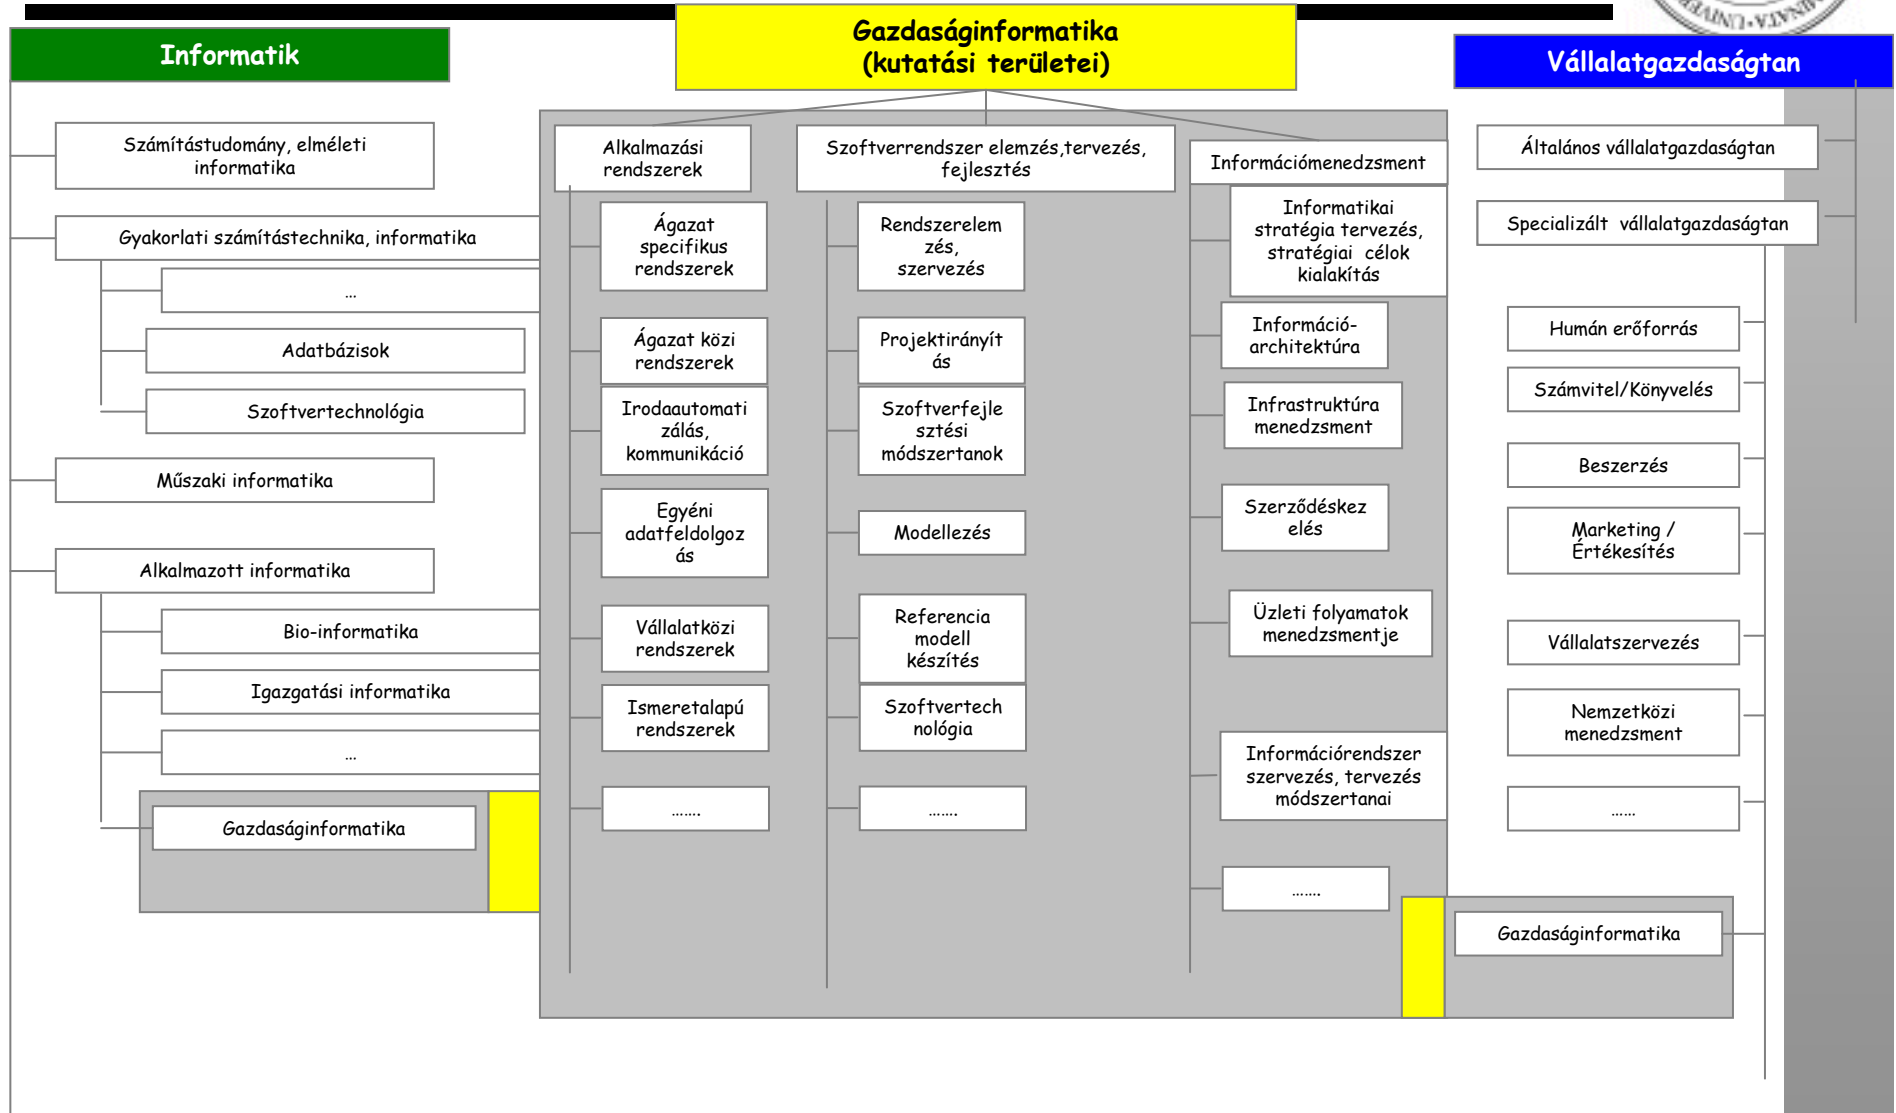 Gazdaságinformatika
(kutatási területei)
Informatik
Vállalatgazdaságtan
Számítástudomány, elméleti
informatika
Gyakorlati számítástechnika, informatika
…
Adatbázisok
Szoftvertechnológia
Műszaki informatika
Alkalmazott informatika
Bio-informatika
Igazgatási informatika
…
Gazdaságinformatika
Alkalmazási
rendszerek
Ágazat
specifikus
rendszerek
Ágazat közi
rendszerek
Irodaautomati
zálás,
kommunikáció
Egyéni
adatfeldolgoz
ás
Vállalatközi
rendszerek
Ismeretalapú
rendszerek
…….
Szoftverrendszer elemzés,tervezés,
fejlesztés
Rendszerelem
zés,
szervezés
Projektirányít
ás
Szoftverfejle
sztési
módszertanok
Modellezés
Referencia
modell
készítés
Szoftvertech
nológia
…….
Információmenedzsment
Informatikai
stratégia tervezés,
stratégiai célok
kialakítás
Információ-
architektúra
Infrastruktúra
menedzsment
Szerződéskez
elés
Üzleti folyamatok
menedzsmentje
Információrendszer
szervezés, tervezés
módszertanai
…….
Általános vállalatgazdaságtan
Specializált vállalatgazdaságtan
Humán erőforrás
Számvitel/Könyvelés
Beszerzés
Marketing /
Értékesítés
Vállalatszervezés
Nemzetközi
menedzsment
……
Gazdaságinformatika